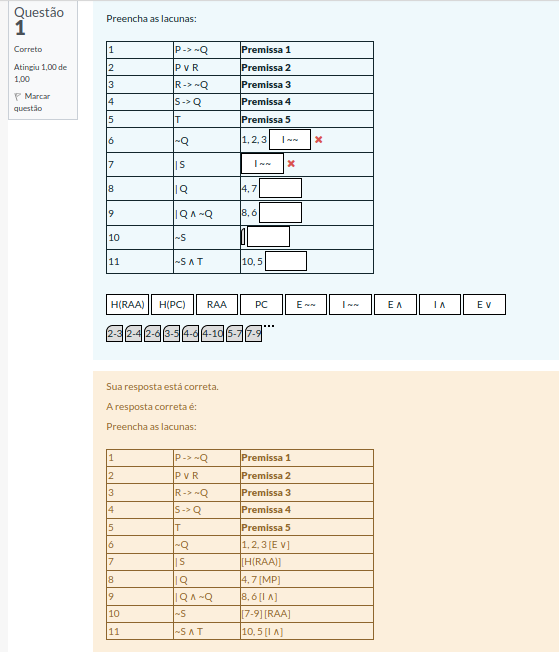 Questão
1
Correto
Atingiu 1,00 de
1,00
Marcar
questão
Preencha as lacunas:
1 P -> ~Q Premissa 1
2 P ∨ R Premissa 2
3 R -> ~Q Premissa 3
4 S -> Q Premissa 4
5 T Premissa 5
6 ~Q 1, 2, 3 I ~~
7 | S I ~~
8 | Q 4, 7
9 | Q ∧ ~Q 8, 6
10 ~S
11 ~S ∧ T 10, 5
H(RAA) H(PC) RAA PC E ~~ I ~~ E ∧ I ∧ E ∨
2-3 2-4 2-6 3-5 4-6 4-10 5-7 7-9 ...
Sua resposta está correta.
A resposta correta é:
Preencha as lacunas:
1 P -> ~Q Premissa 1
2 P ∨ R Premissa 2
3 R -> ~Q Premissa 3
4 S -> Q Premissa 4
5 T Premissa 5
6 ~Q 1, 2, 3 [E ∨]
7 | S [H(RAA)]
8 | Q 4, 7 [MP]
9 | Q ∧ ~Q 8, 6 [I ∧]
10 ~S [7-9] [RAA]
11 ~S ∧ T 10, 5 [I ∧]